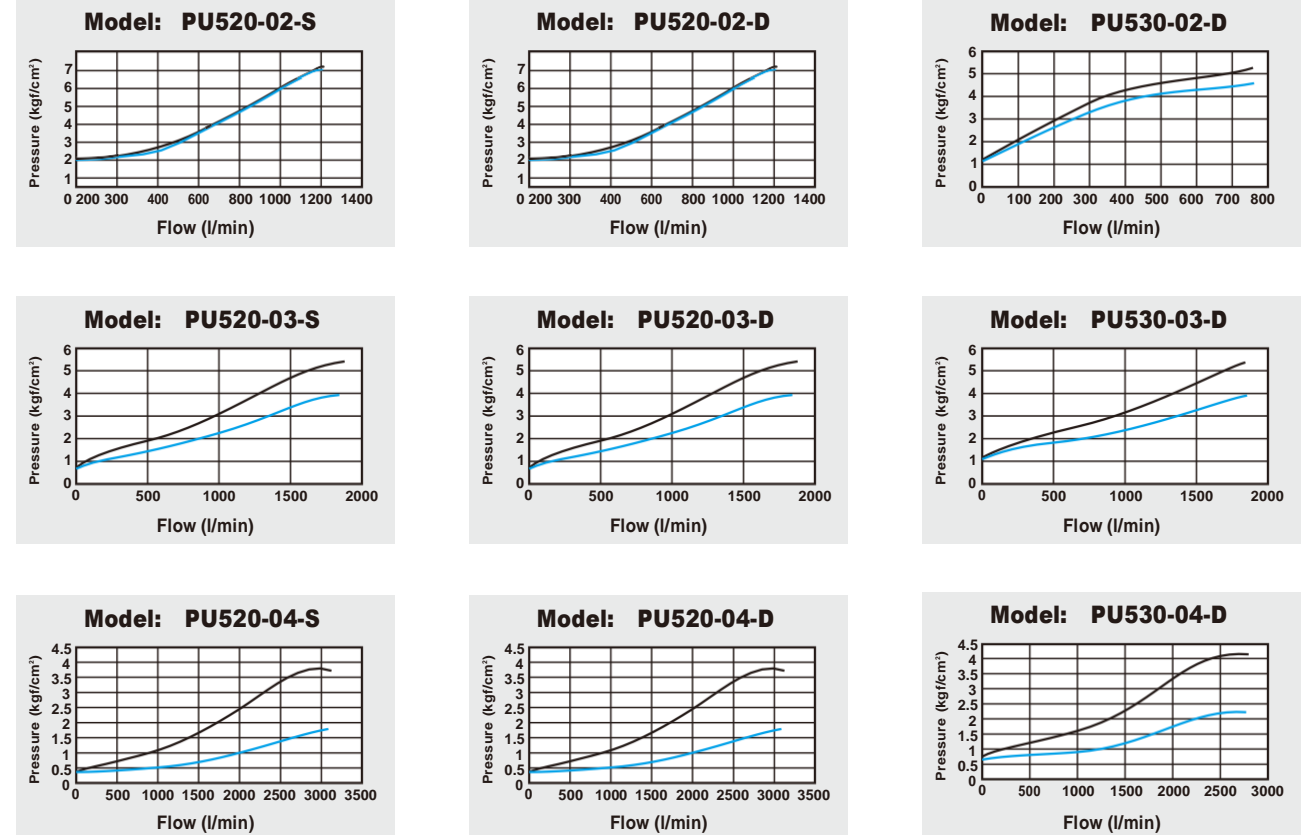 Model: PU520-02-S
Pressure (kgf/cm²)
7
6
5
4
3
2
1
0 200 300 400 600 800 1000 1200 1400
Flow (l/min)
Model: PU520-02-D
Pressure (kgf/cm²)
7
6
5
4
3
2
1
0 200 300 400 600 800 1000 1200 1400
Flow (l/min)
Model: PU530-02-D
Pressure (kgf/cm²)
6
5
4
3
2
1
0
0 100 200 300 400 500 600 700 800
Flow (l/min)
Model: PU520-03-S
Pressure (kgf/cm²)
6
5
4
3
2
1
0
0 500 1000 1500 2000
Flow (l/min)
Model: PU520-03-D
Pressure (kgf/cm²)
6
5
4
3
2
1
0
0 500 1000 1500 2000
Flow (l/min)
Model: PU530-03-D
Pressure (kgf/cm²)
6
5
4
3
2
1
0
0 500 1000 1500 2000
Flow (l/min)
Model: PU520-04-S
Pressure (kgf/cm²)
4.5
4
3.5
3
2.5
2
1.5
1
0.5
0
0 500 1000 1500 2000 2500 3000 3500
Flow (l/min)
Model: PU520-04-D
Pressure (kgf/cm²)
4.5
4
3.5
3
2.5
2
1.5
1
0.5
0
0 500 1000 1500 2000 2500 3000 3500
Flow (l/min)
Model: PU530-04-D
Pressure (kgf/cm²)
4.5
4
3.5
3
2.5
2
1.5
1
0.5
0
0 500 1000 1500 2000 2500 3000
Flow (l/min)